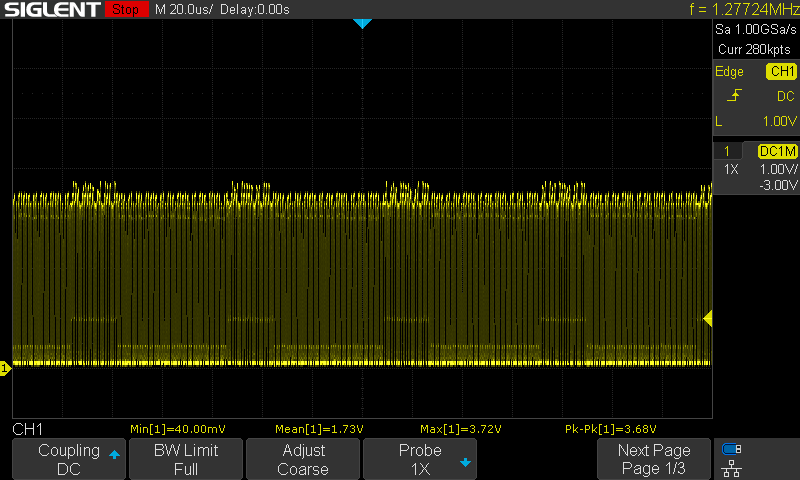 SIGLENT Stop M 20.0us/ Delay:0.00s f = 1.27724MHz
Sa 1.00GSa/s
Curr 280kpts
Edge CH1
DC
L 1.00V
1 DC1M
1X 1.00V/
-3.00V
1
CH1 Min[1]=40.00mV Mean[1]=1.73V Max[1]=3.72V Pk-Pk[1]=3.68V
Coupling BW Limit Adjust Probe Next Page
DC Full Coarse 1X Page 1/3